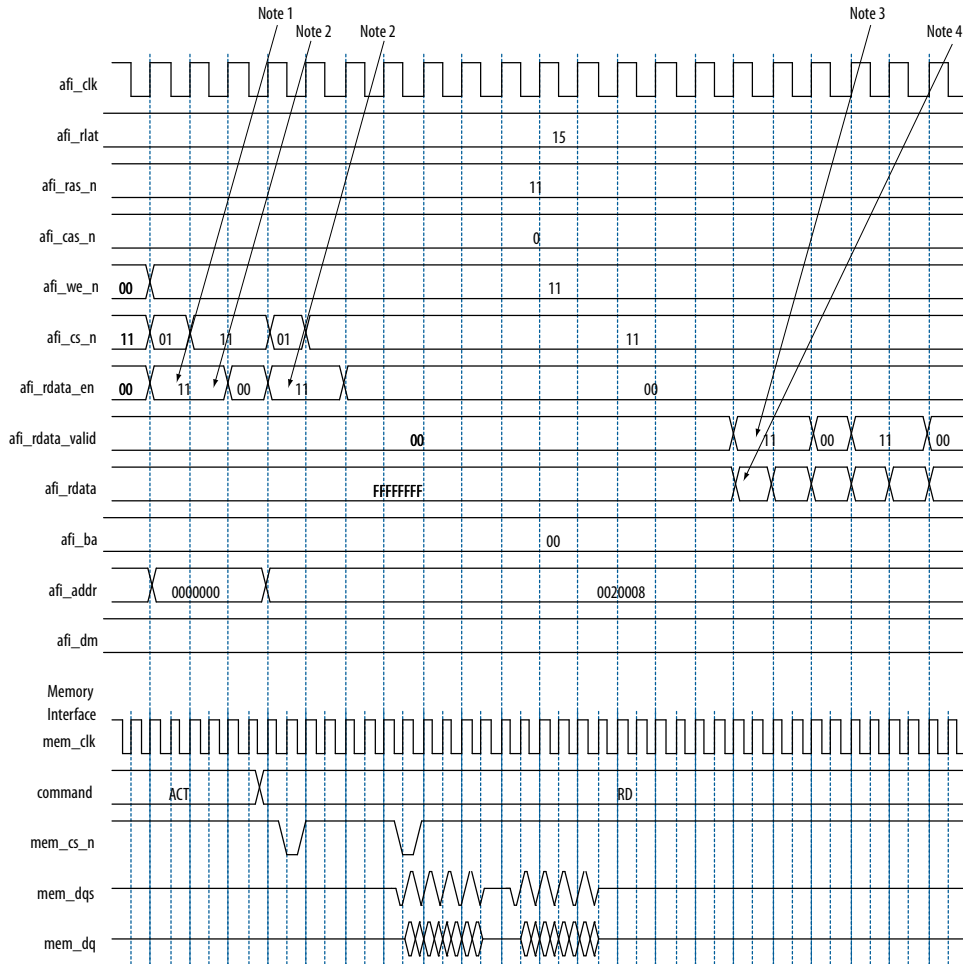 Note 1
Note 3
Note 2
Note 2
Note 4
afi_clk
afi_rlat
15
afi_ras_n
11
afi_cas_n
0
afi_we_n
00
11
afi_cs_n
11
01
11
01
11
afi_rdata_en
00
11
00
11
00
afi_rdata_valid
00
11
00
11
00
afi_rdata
FFFFFFFF
afi_ba
00
afi_addr
0000000
0020008
afi_dm
Memory
Interface
mem_clk
command
ACT
RD
mem_cs_n
mem_dqs
mem_dq